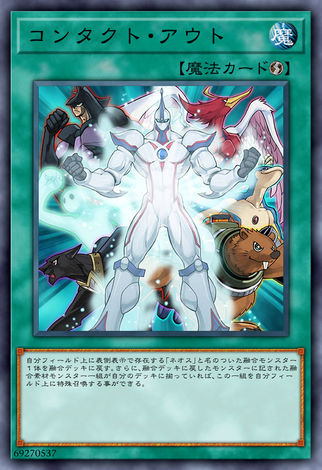 コンタクト・アウト
魔
【魔法カード】
自分フィールド上に表側表示で存在する「ネオス」と名のついた融合モンスター
1体を融合デッキに戻す。さらに、融合デッキに戻したモンスターに記された融
合素材モンスター一組が自分のデッキに揃っていれば、この一組を自分フィー
ルド上に特殊召喚する事ができる。
69270537